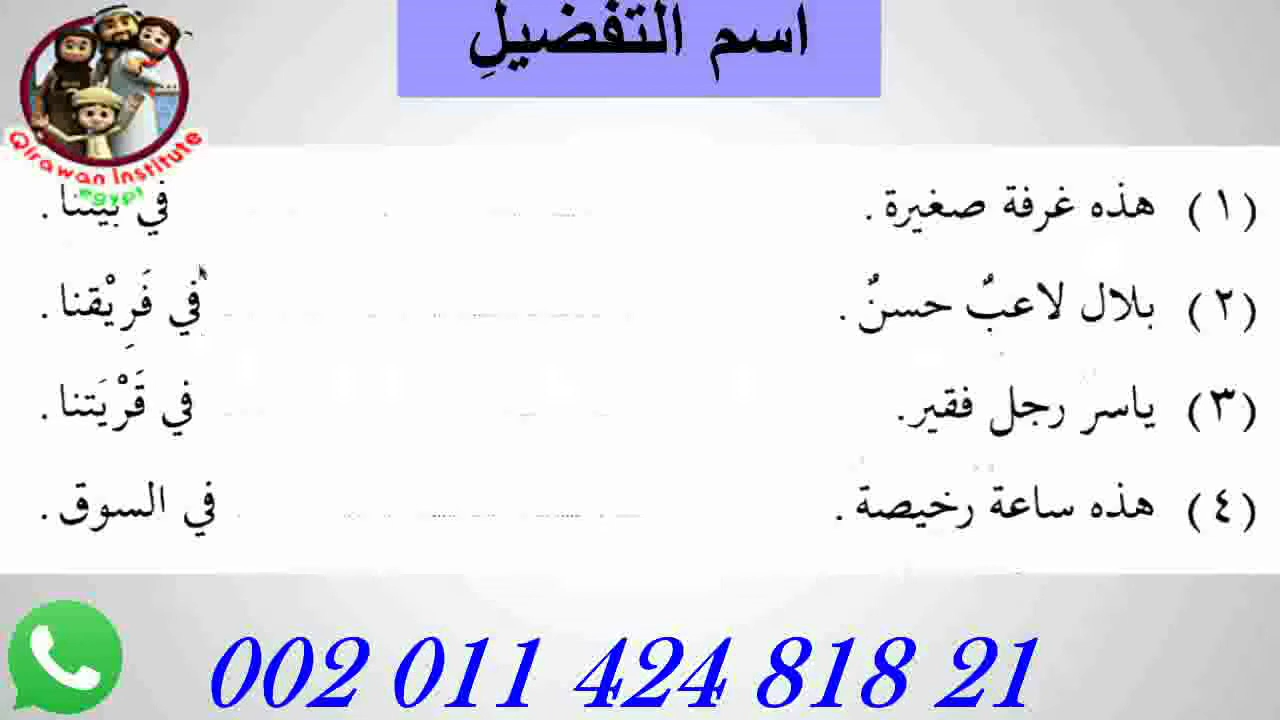 اسم التفضيلِ
Qirawan institute
egypt
(١) هذه غرفة صغيرة . في بيتنا .
(٢) بلال لاعبٌ حسنٌ . في فَرِيْقنا .
(٣) ياسر رجل فقير. في قَرْيَتنا .
(٤) هذه ساعة رخيصة . في السوق .
002 011 424 818 21